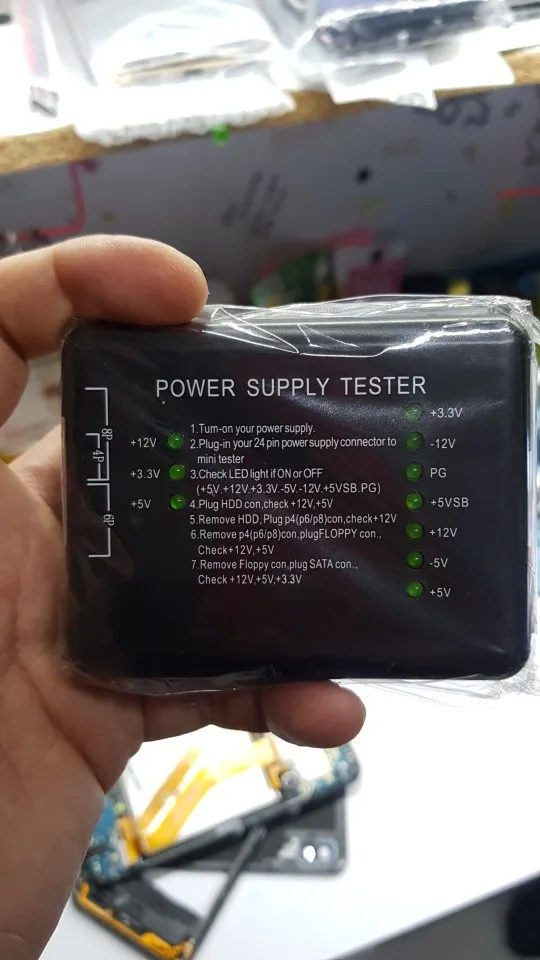 POWER SUPPLY TESTER
8P
4P
6P
+12V
+3.3V
+5V
1.Turn-on your power supply.
2.Plug-in your 24 pin power supply connector to
mini tester
3.Check LED light if ON or OFF
(+5V.+12V.+3.3V.-5V.-12V.+5VSB.PG)
4.Plug HDD con,check +12V,+5V
5.Remove HDD, Plug p4(p6/p8)con,check+12V
6.Remove p4(p6/p8)con,plugFLOPPY con.,
Check+12V,+5V
7.Remove Floppy con,plug SATA con.,
Check +12V,+5V,+3.3V
+3.3V
-12V
PG
+5VSB
+12V
-5V
+5V